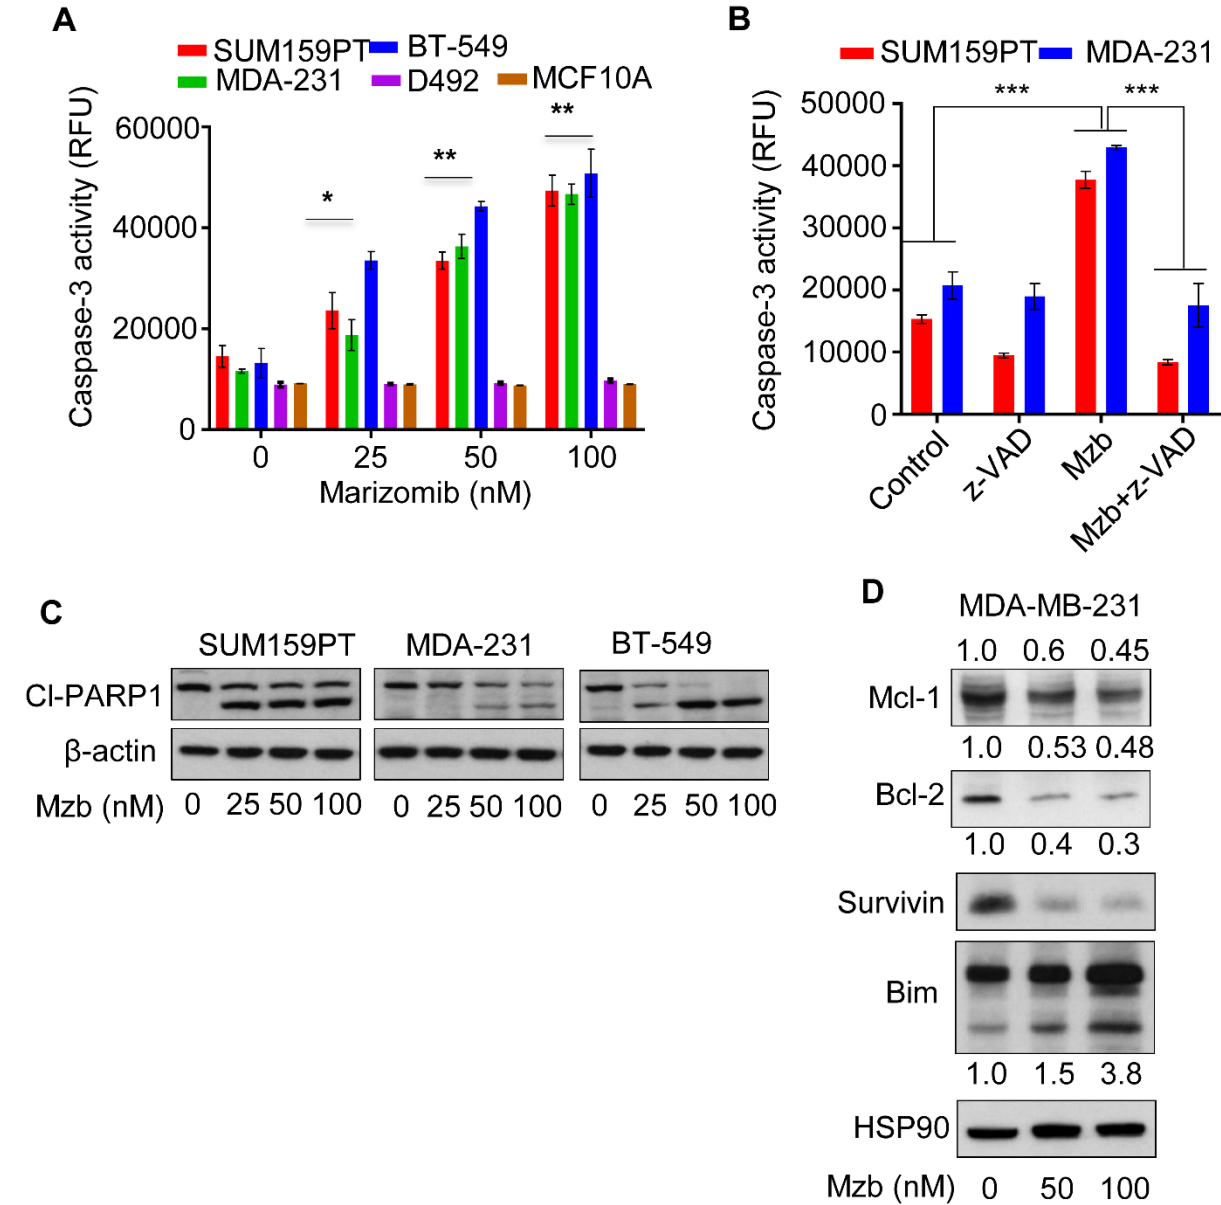 A
SUM159PT BT-549
MDA-231 D492 MCF10A
Caspase-3 activity (RFU)
60000
40000
20000
0
* ** **
0 25 50 100
Marizomib (nM)
B
SUM159PT MDA-231
Caspase-3 activity (RFU)
50000
40000
30000
20000
10000
0
*** ***
Control z-VAD Mzb Mzb+z-VAD
C
SUM159PT MDA-231 BT-549
Cl-PARP1
β-actin
Mzb (nM) 0 25 50 100 0 25 50 100 0 25 50 100
D
MDA-MB-231
1.0 0.6 0.45
Mcl-1
1.0 0.53 0.48
Bcl-2
1.0 0.4 0.3
Survivin
Bim
1.0 1.5 3.8
HSP90
Mzb (nM) 0 50 100